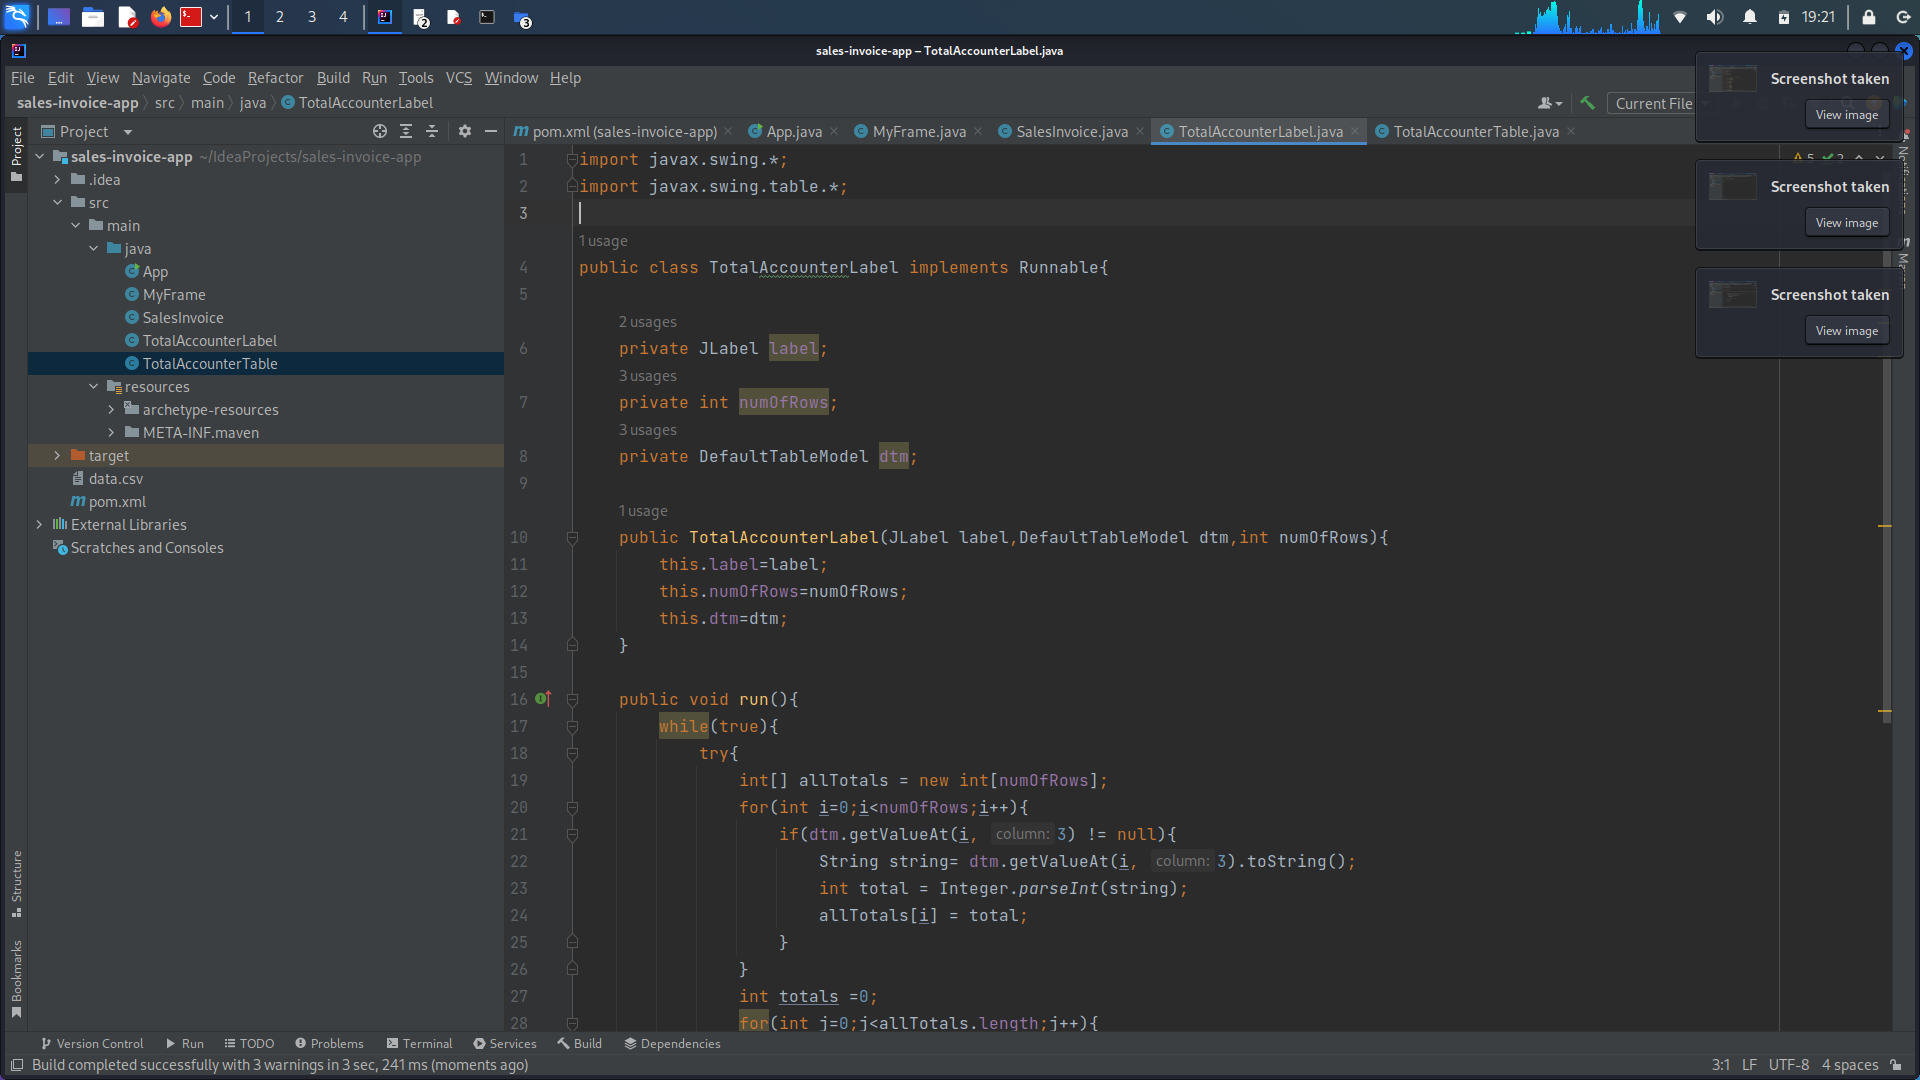 1 2 3 4 2 3 19:21
sales-invoice-app – TotalAccounterLabel.java
File Edit View Navigate Code Refactor Build Run Tools VCS Window Help
sales-invoice-app src main java TotalAccounterLabel Current File
Project
pom.xml (sales-invoice-app) App.java MyFrame.java SalesInvoice.java TotalAccounterLabel.java TotalAccounterTable.java
Project
sales-invoice-app ~/IdeaProjects/sales-invoice-app
.idea
src
main
java
App
MyFrame
SalesInvoice
TotalAccounterLabel
TotalAccounterTable
resources
archetype-resources
META-INF.maven
target
data.csv
pom.xml
External Libraries
Scratches and Consoles
Structure
Bookmarks
5 2
1 import javax.swing.*;
2 import javax.swing.table.*;
3
1 usage
4 public class TotalAccounterLabel implements Runnable{
5
2 usages
6 private JLabel label;
3 usages
7 private int numOfRows;
3 usages
8 private DefaultTableModel dtm;
9
1 usage
10 public TotalAccounterLabel(JLabel label,DefaultTableModel dtm,int numOfRows){
11 this.label=label;
12 this.numOfRows=numOfRows;
13 this.dtm=dtm;
14 }
15
16 public void run(){
17 while(true){
18 try{
19 int[] allTotals = new int[numOfRows];
20 for(int i=0;i<numOfRows;i++){
21 if(dtm.getValueAt(i, column: 3) != null){
22 String string= dtm.getValueAt(i, column: 3).toString();
23 int total = Integer.parseInt(string);
24 allTotals[i] = total;
25 }
26 }
27 int totals =0;
28 for(int j=0;j<allTotals.length;j++){
Screenshot taken
View image
Screenshot taken
View image
Screenshot taken
View image
Version Control Run TODO Problems Terminal Services Build Dependencies
Build completed successfully with 3 warnings in 3 sec, 241 ms (moments ago) 3:1 LF UTF-8 4 spaces